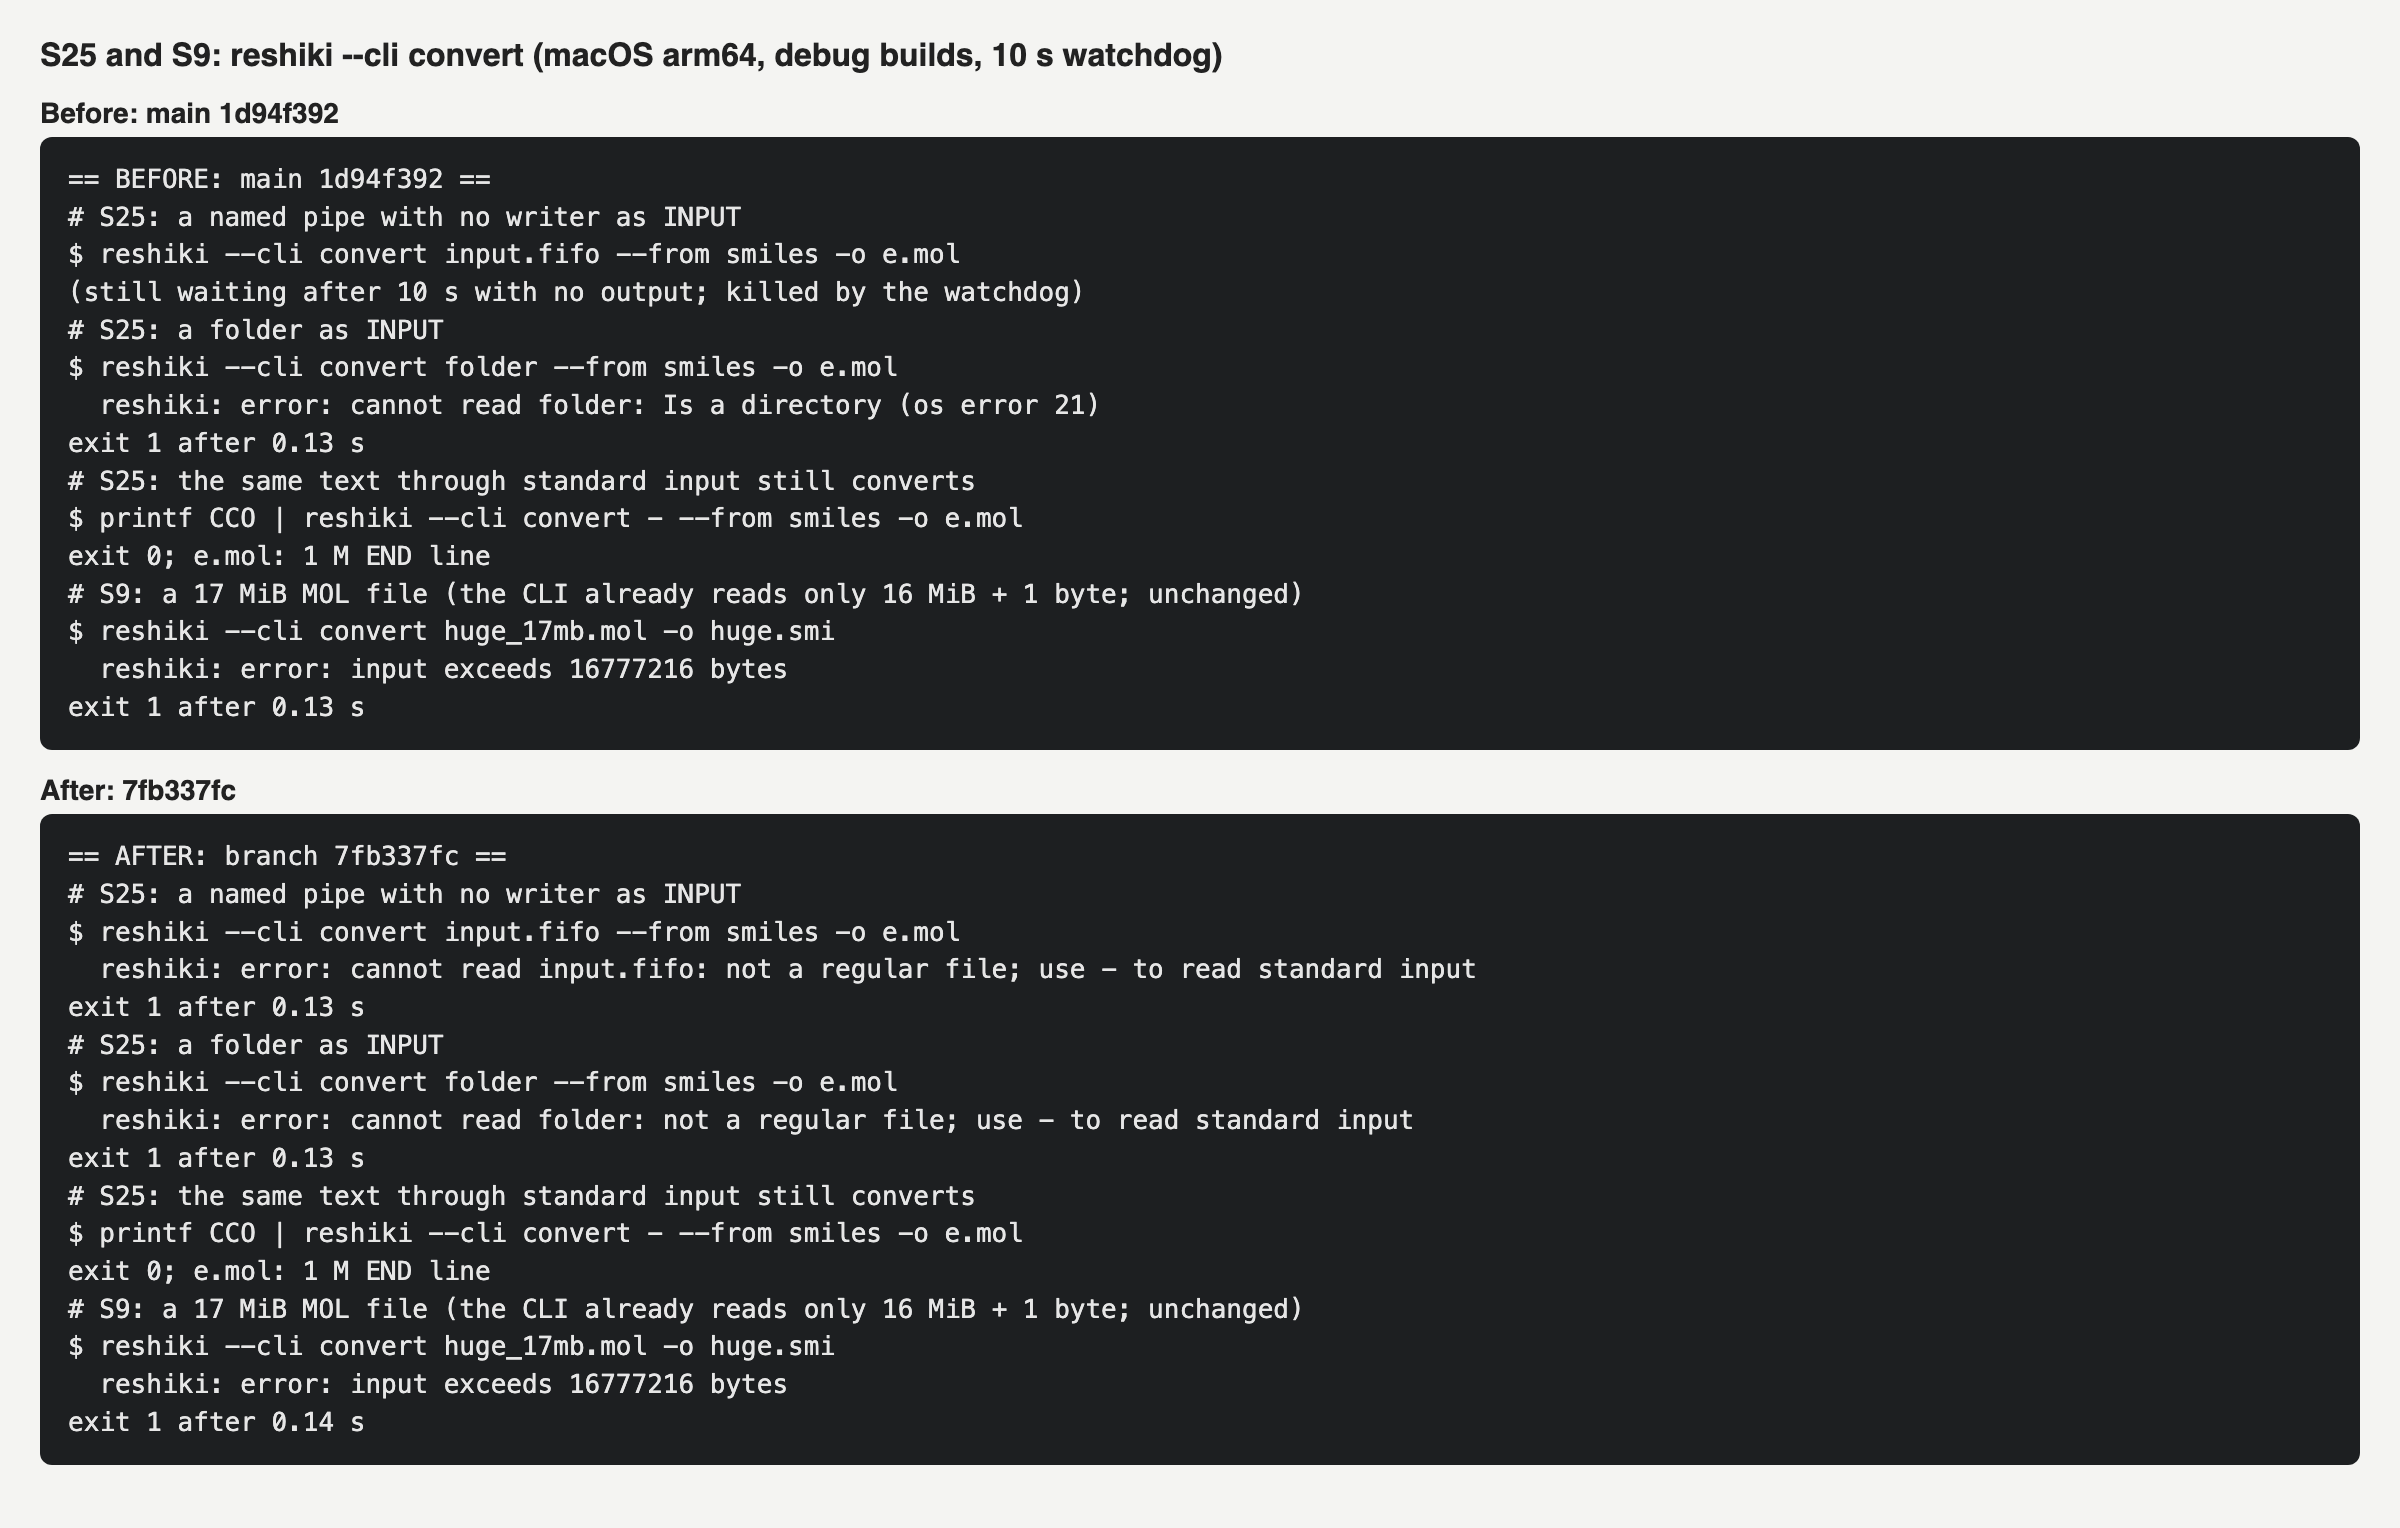 S25 and S9: reshiki --cli convert (macOS arm64, debug builds, 10 s watchdog)
Before: main 1d94f392
== BEFORE: main 1d94f392 ==
# S25: a named pipe with no writer as INPUT
$ reshiki --cli convert input.fifo --from smiles -o e.mol
(still waiting after 10 s with no output; killed by the watchdog)
# S25: a folder as INPUT
$ reshiki --cli convert folder --from smiles -o e.mol
  reshiki: error: cannot read folder: Is a directory (os error 21)
exit 1 after 0.13 s
# S25: the same text through standard input still converts
$ printf CCO | reshiki --cli convert - --from smiles -o e.mol
exit 0; e.mol: 1 M END line
# S9: a 17 MiB MOL file (the CLI already reads only 16 MiB + 1 byte; unchanged)
$ reshiki --cli convert huge_17mb.mol -o huge.smi
  reshiki: error: input exceeds 16777216 bytes
exit 1 after 0.13 s
After: 7fb337fc
== AFTER: branch 7fb337fc ==
# S25: a named pipe with no writer as INPUT
$ reshiki --cli convert input.fifo --from smiles -o e.mol
  reshiki: error: cannot read input.fifo: not a regular file; use - to read standard input
exit 1 after 0.13 s
# S25: a folder as INPUT
$ reshiki --cli convert folder --from smiles -o e.mol
  reshiki: error: cannot read folder: not a regular file; use - to read standard input
exit 1 after 0.13 s
# S25: the same text through standard input still converts
$ printf CCO | reshiki --cli convert - --from smiles -o e.mol
exit 0; e.mol: 1 M END line
# S9: a 17 MiB MOL file (the CLI already reads only 16 MiB + 1 byte; unchanged)
$ reshiki --cli convert huge_17mb.mol -o huge.smi
  reshiki: error: input exceeds 16777216 bytes
exit 1 after 0.14 s